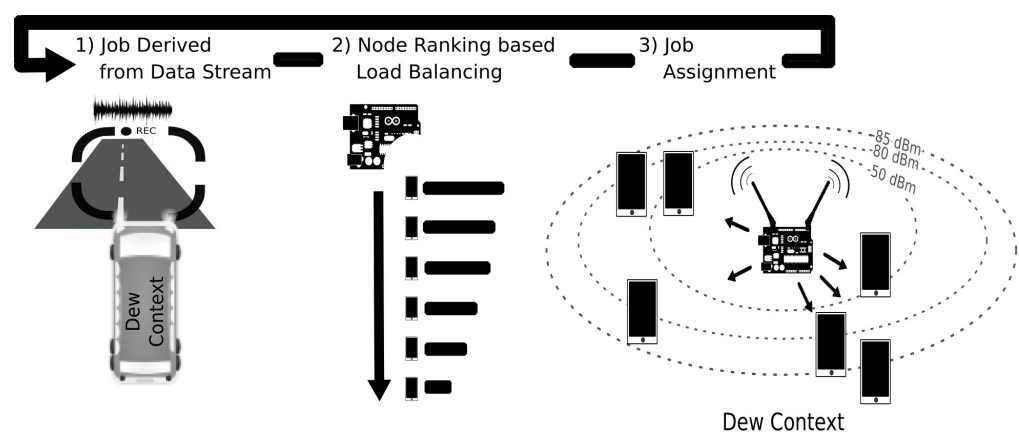 1) Job Derived
from Data Stream
2) Node Ranking based
Load Balancing
3) Job
Assignment
REC
Dew
Context
-85 dBm
-80 dBm
-50 dBm
Dew Context